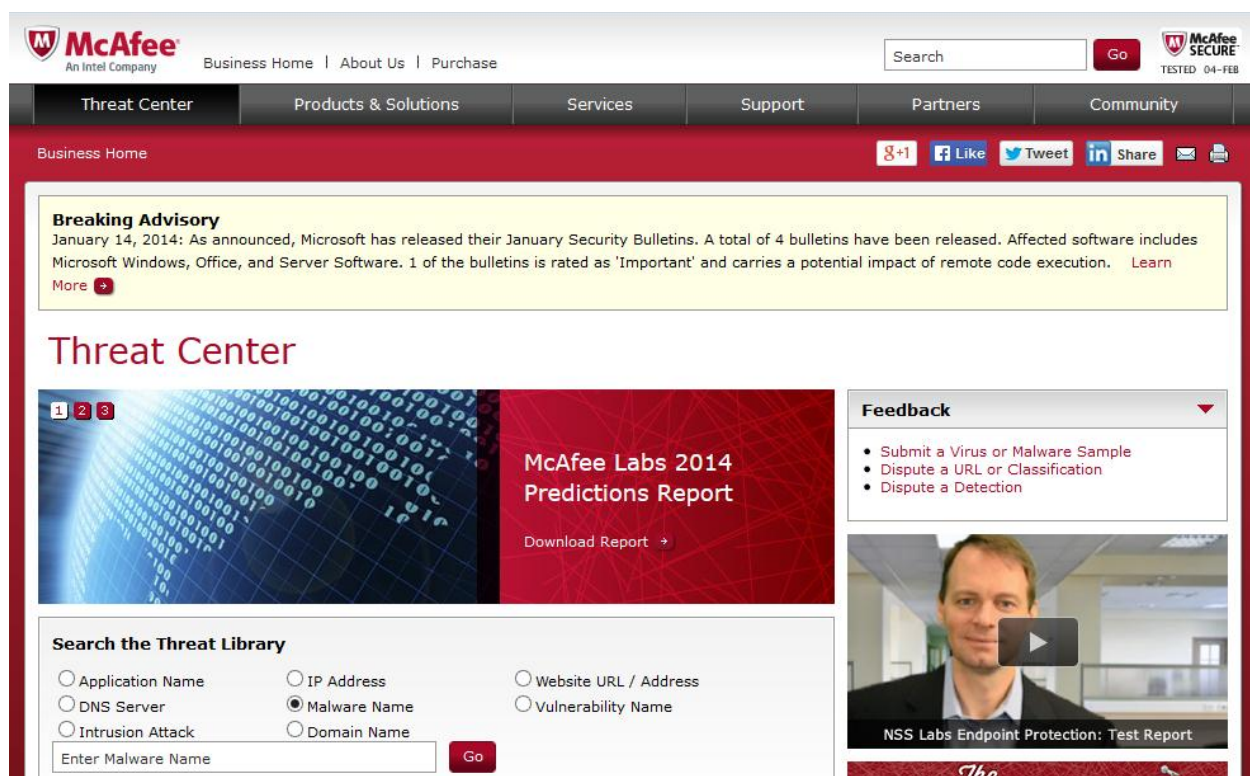 McAfee
An Intel Company
Business Home | About Us | Purchase
Search
Go
McAfee
SECURE
TESTED 04-FEB
Threat Center
Products & Solutions
Services
Support
Partners
Community
Business Home
g+1
Like
Tweet
in Share
Breaking Advisory
January 14, 2014: As announced, Microsoft has released their January Security Bulletins. A total of 4 bulletins have been released. Affected software includes
Microsoft Windows, Office, and Server Software. 1 of the bulletins is rated as 'Important' and carries a potential impact of remote code execution. Learn
More
Threat Center
1 2 3
McAfee Labs 2014
Predictions Report
Download Report
Feedback
Submit a Virus or Malware Sample
Dispute a URL or Classification
Dispute a Detection
NSS Labs Endpoint Protection: Test Report
Search the Threat Library
Application Name
IP Address
Website URL / Address
DNS Server
Malware Name
Vulnerability Name
Intrusion Attack
Domain Name
Enter Malware Name
Go
The